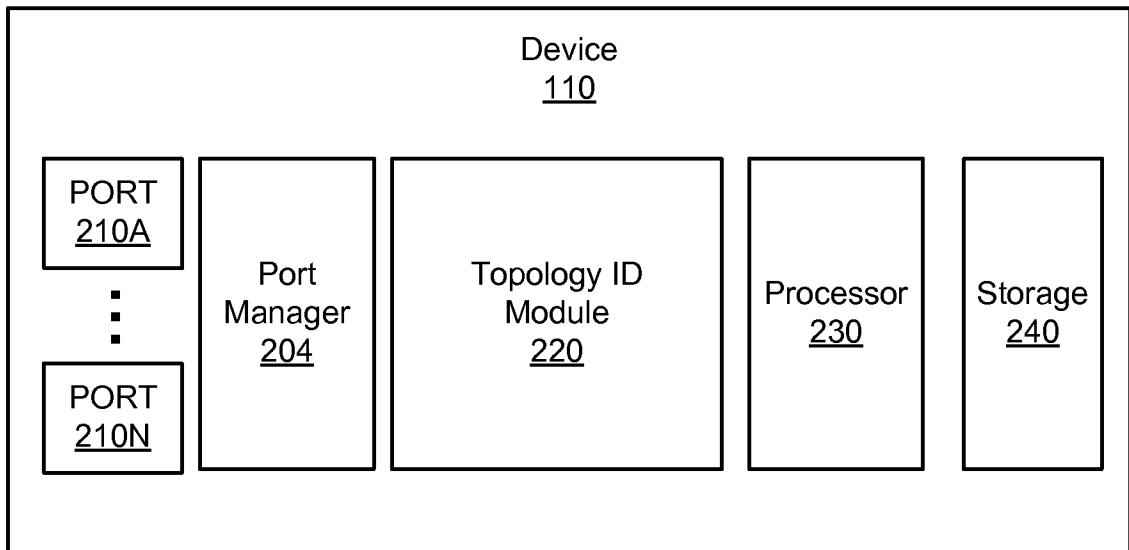 Device
110
PORT
210A
PORT
210N
Port
Manager
204
Topology ID
Module
220
Processor
230
Storage
240